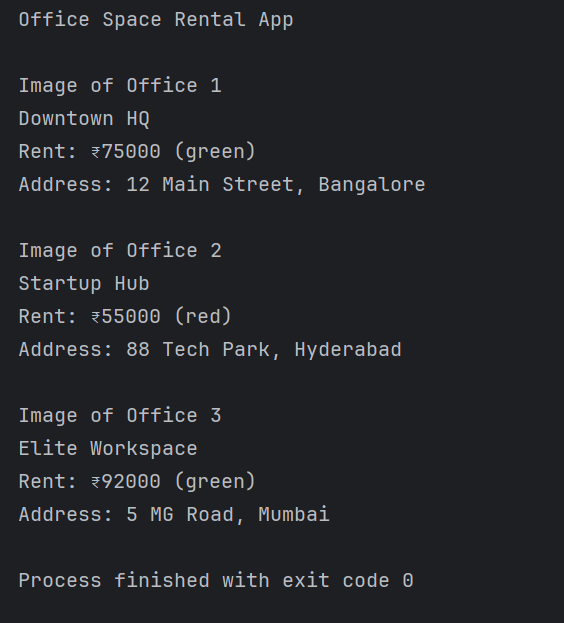 Office Space Rental App
Image of Office 1
Downtown HQ
Rent: ₹75000 (green)
Address: 12 Main Street, Bangalore
Image of Office 2
Startup Hub
Rent: ₹55000 (red)
Address: 88 Tech Park, Hyderabad
Image of Office 3
Elite Workspace
Rent: ₹92000 (green)
Address: 5 MG Road, Mumbai
Process finished with exit code 0